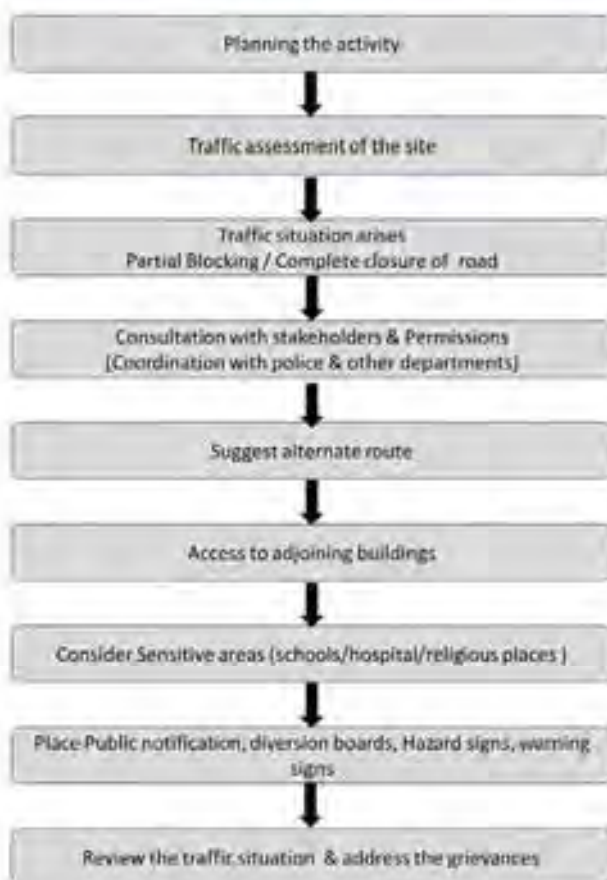 Planning the activity
Traffic assessment of the site
Traffic situation arises
Partial Blocking / Complete closure of road
Consultation with stakeholders & Permissions
[Coordination with police & other departments]
Suggest alternate route
Access to adjoining buildings
Consider Sensitive areas (schools/hospital/religious places )
Place Public notification, diversion boards, Hazard signs, warning
signs
Review the traffic situation & address the grievances